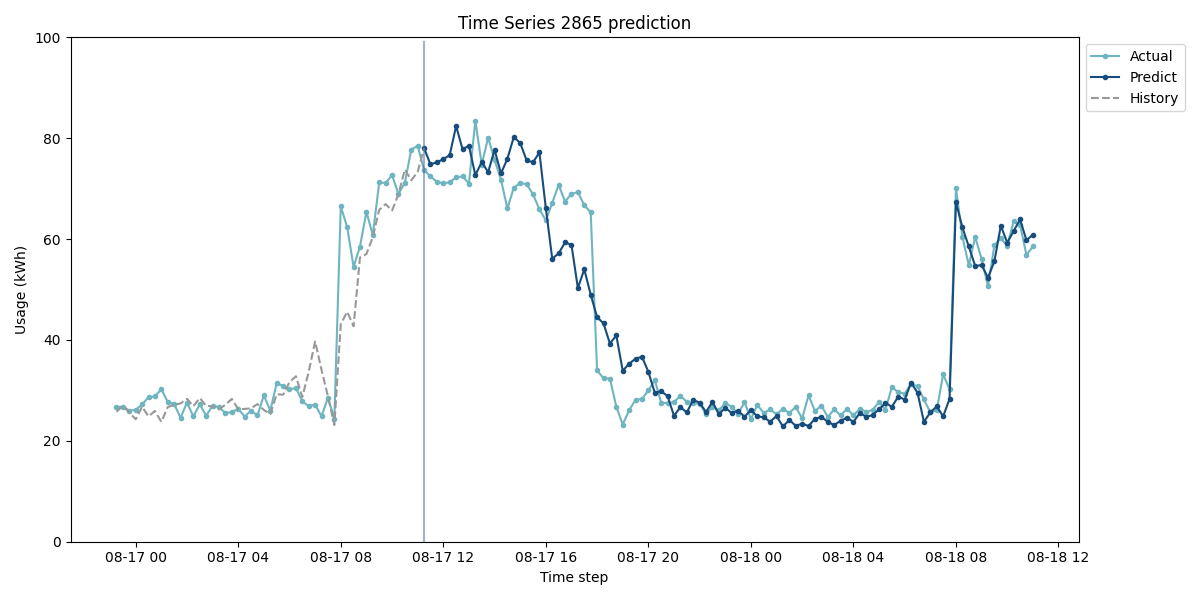 Time Series 2865 prediction
Actual
Predict
History
Usage (kWh)
100
80
60
40
20
0
08-17 00 08-17 04 08-17 08 08-17 12 08-17 16 08-17 20 08-18 00 08-18 04 08-18 08 08-18 12
Time step